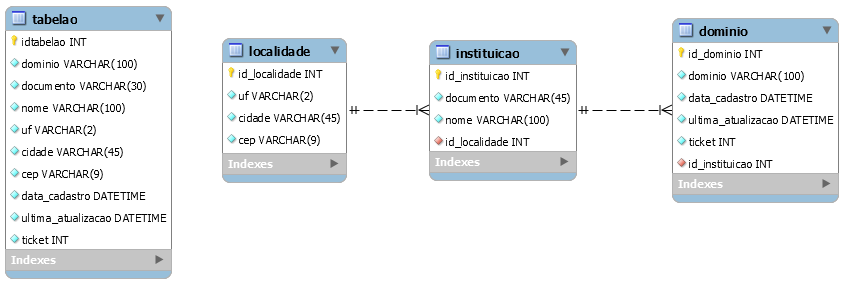 tabelao
idtabelao INT
dominio VARCHAR(100)
documento VARCHAR(30)
nome VARCHAR(100)
uf VARCHAR(2)
cidade VARCHAR(45)
cep VARCHAR(9)
data_cadastro DATETIME
ultima_atualizacao DATETIME
ticket INT
Indexes
localidade
id_localidade INT
uf VARCHAR(2)
cidade VARCHAR(45)
cep VARCHAR(9)
Indexes
instituicao
id_instituicao INT
documento VARCHAR(45)
nome VARCHAR(100)
id_localidade INT
Indexes
dominio
id_dominio INT
dominio VARCHAR(100)
data_cadastro DATETIME
ultima_atualizacao DATETIME
ticket INT
id_instituicao INT
Indexes